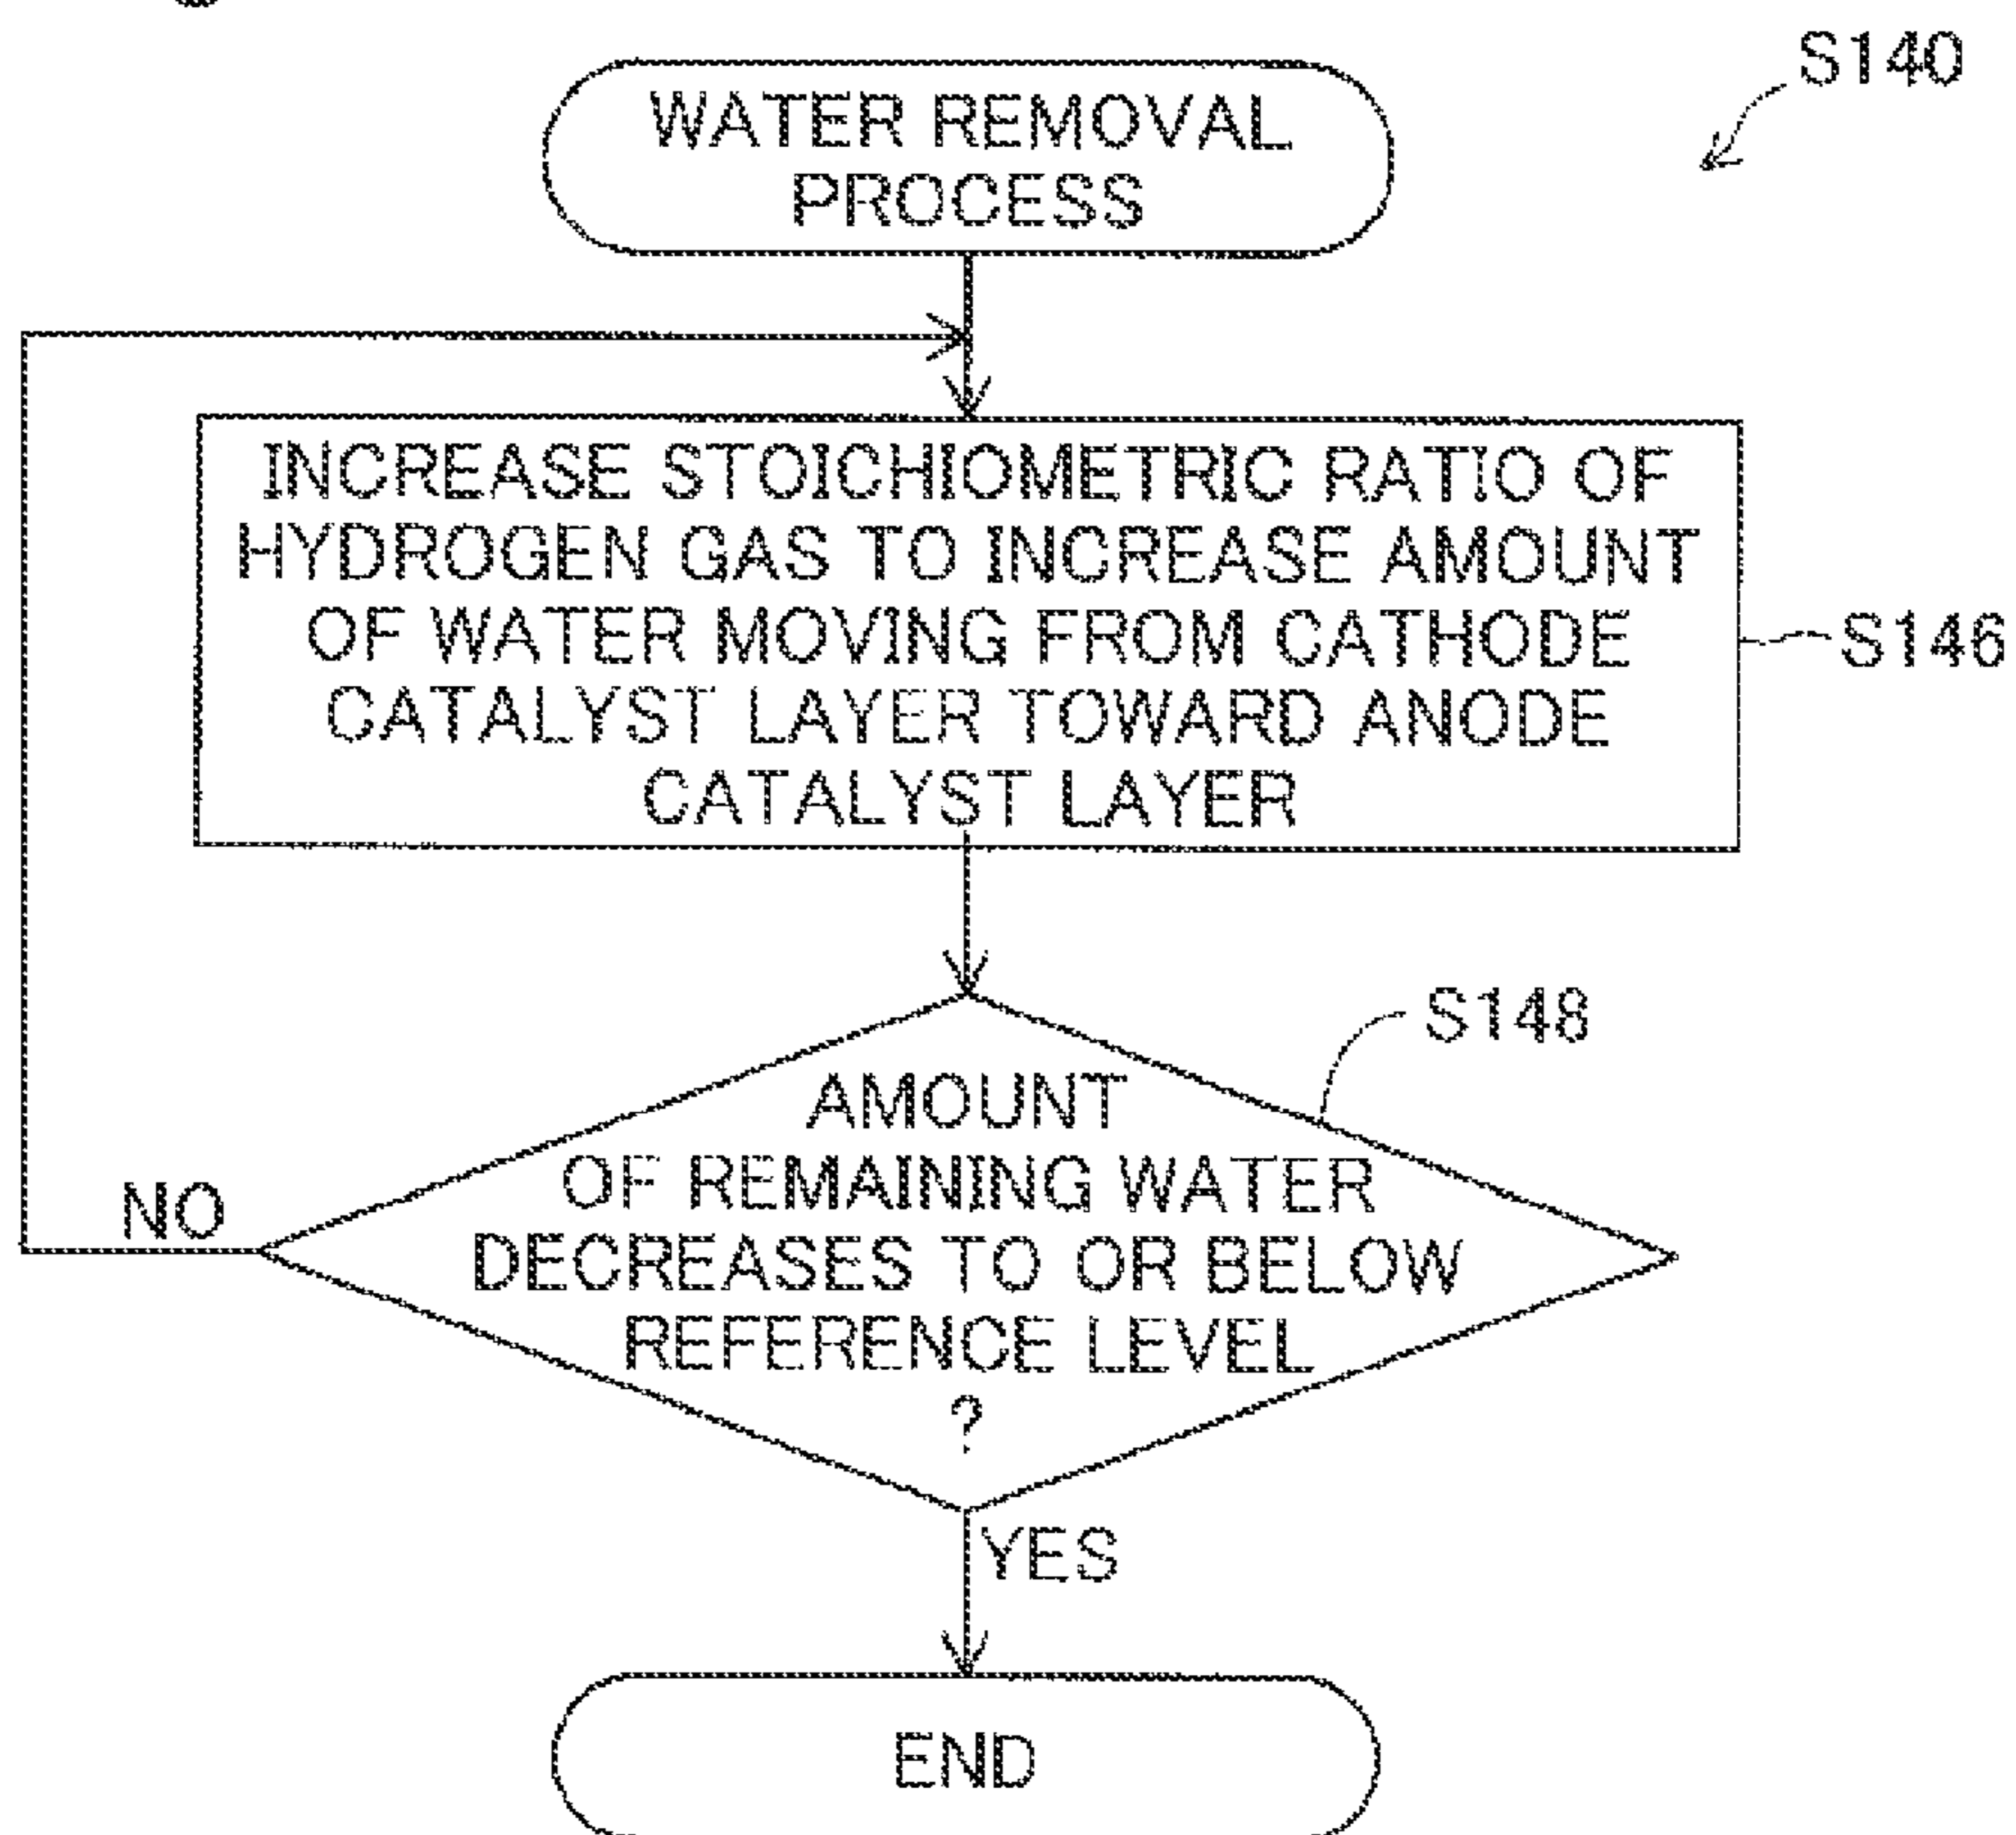 S140
WATER REMOVAL
PROCESS
INCREASE STOICHIOMETRIC RATIO OF
HYDROGEN GAS TO INCREASE AMOUNT
OF WATER MOVING FROM CATHODE
CATALYST LAYER TOWARD ANODE
CATALYST LAYER
S146
S148
AMOUNT
OF REMAINING WATER
DECREASES TO OR BELOW
REFERENCE LEVEL
?
NO
YES
END